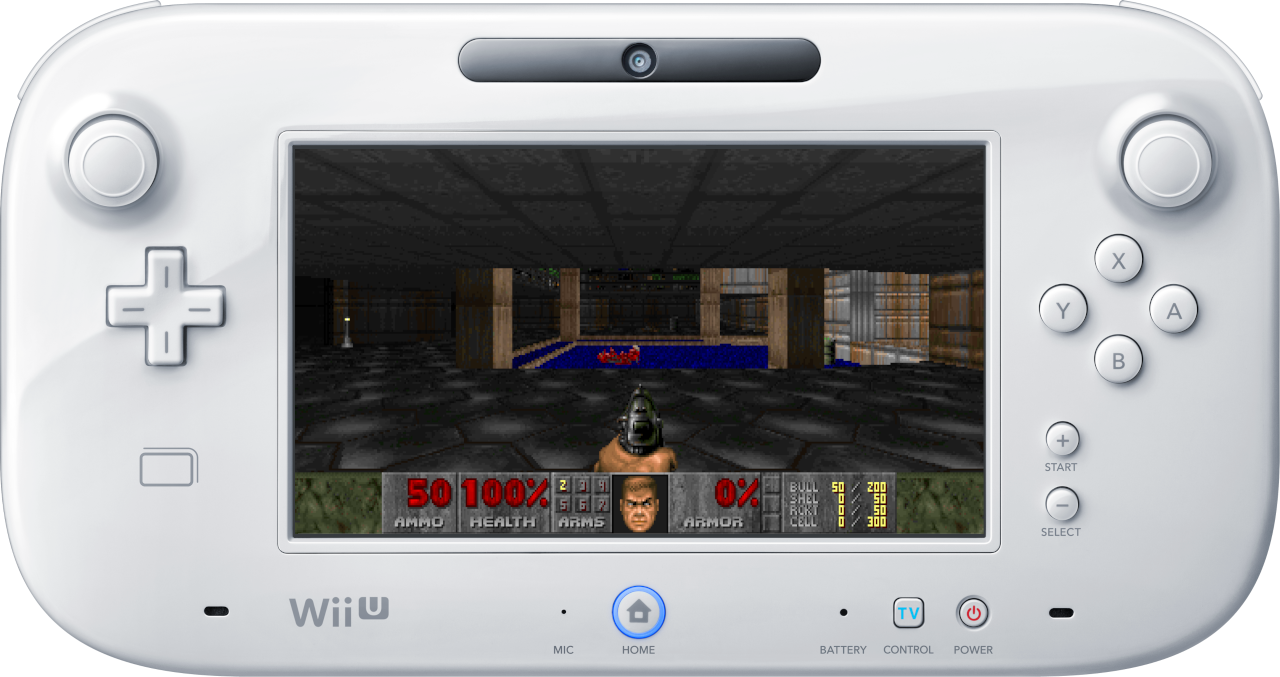 X
Y
A
B
50
100%
2 3 4
5 6 7
0%
BULL 50 / 200
SHEL 0 / 50
RCKT 0 / 50
CELL 0 / 300
AMMO
HEALTH
ARMS
ARMOR
+
START
−
SELECT
Wii U
TV
MIC
HOME
BATTERY
CONTROL
POWER